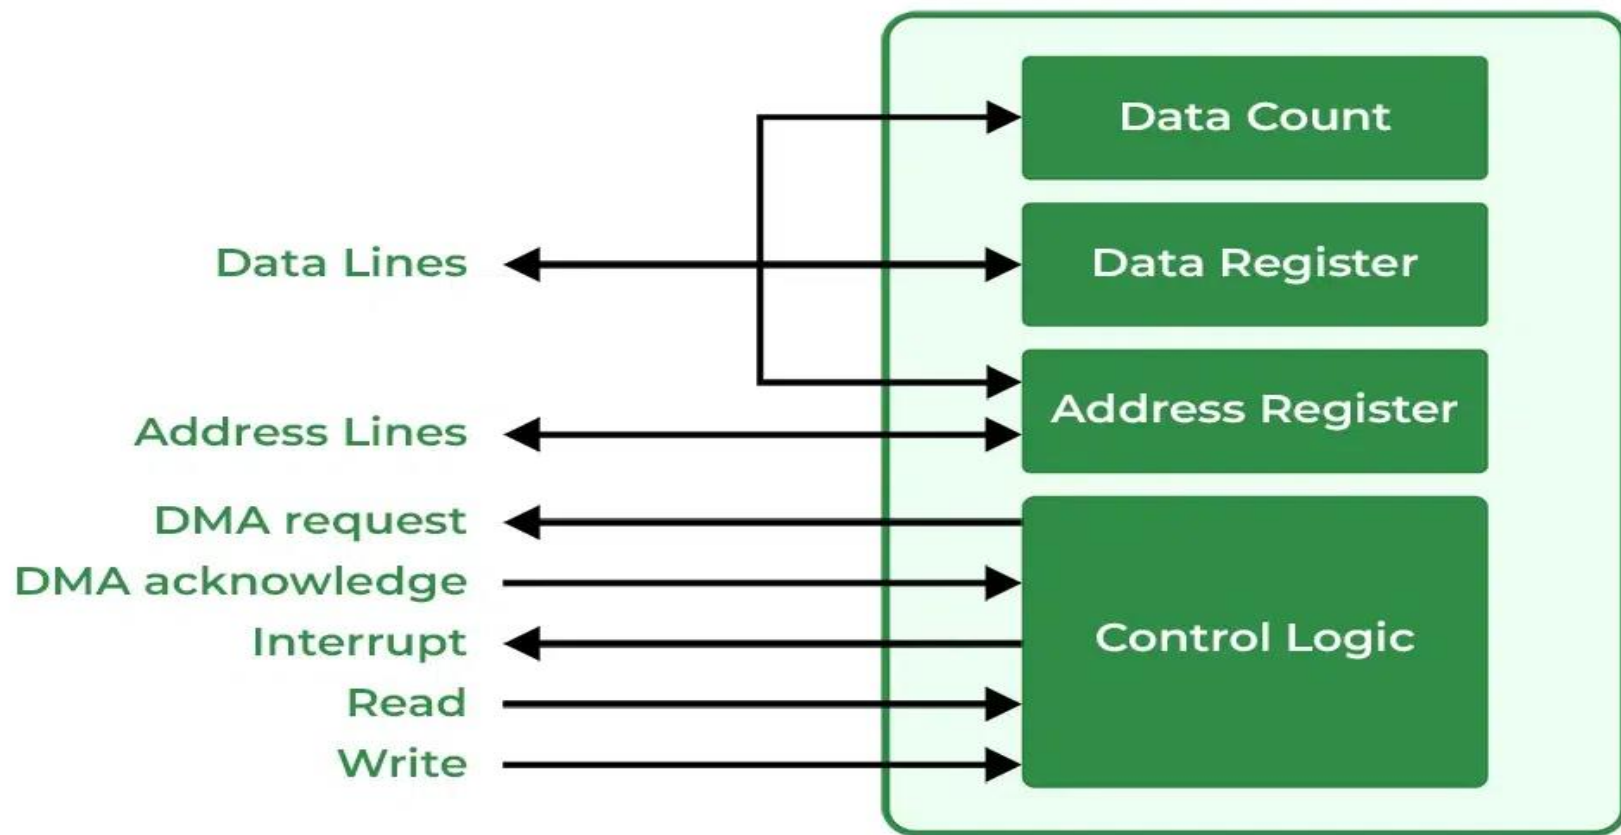 Data Count
Data Lines
Data Register
Address Lines
Address Register
DMA request
DMA acknowledge
Interrupt
Control Logic
Read
Write